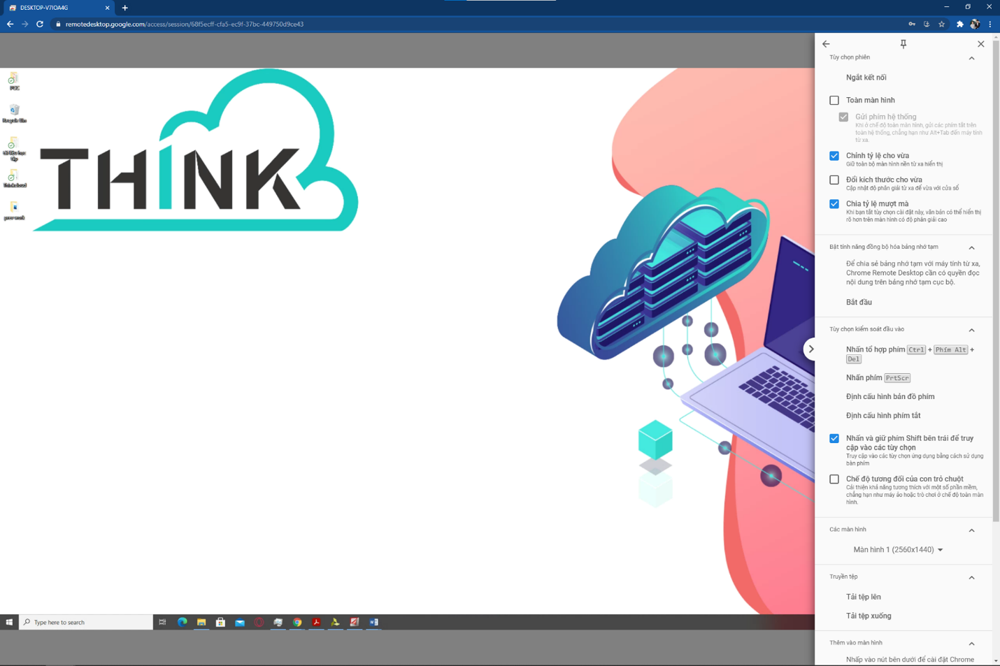 DESKTOP-V7IOA4G
remotedesktop.google.com/access/session/68f5ecff-cfa5-ec9f-37bc-449750d9ce43
Tùy chọn phiên
Ngắt kết nối
Toàn màn hình
Gửi phím hệ thống
Khi ở chế độ toàn màn hình, gửi các phím tắt trên
toàn hệ thống, chẳng hạn như Alt+Tab đến máy tính
từ xa.
Chỉnh tỷ lệ cho vừa
Giữ toàn bộ màn hình nền từ xa hiển thị
Đổi kích thước cho vừa
Cập nhật độ phân giải từ xa để vừa với cửa sổ
Chia tỷ lệ mượt mà
Khi bạn tắt tùy chọn cài đặt này, văn bản có thể hiển thị
rõ hơn trên màn hình có độ phân giải cao
Bật tính năng đồng bộ hóa bảng nhớ tạm
Để chia sẻ bảng nhớ tạm với máy tính từ xa,
Chrome Remote Desktop cần có quyền đọc
nội dung trên bảng nhớ tạm cục bộ.
Bắt đầu
Tùy chọn kiểm soát đầu vào
Nhấn tổ hợp phím Ctrl + Phím Alt +
Del
Nhấn phím PrtScr
Định cấu hình bản đồ phím
Định cấu hình phím tắt
Nhấn và giữ phím Shift bên trái để truy
cập vào các tùy chọn
Truy cập vào các tùy chọn ứng dụng bằng cách sử dụng
bàn phím
Chế độ tương đối của con trỏ chuột
Cải thiện khả năng tương thích với một số phần mềm,
chẳng hạn như máy ảo hoặc trò chơi ở chế độ toàn màn
hình.
Các màn hình
Màn hình 1 (2560x1440)
Truyền tệp
Tải tệp lên
Tải tệp xuống
Thêm vào màn hình
Nhấp vào nút bên dưới để cài đặt Chrome
PCC
Recycle Bin
tài liệu học
tập
Thinkcloud
prev work
THINK
Type here to search